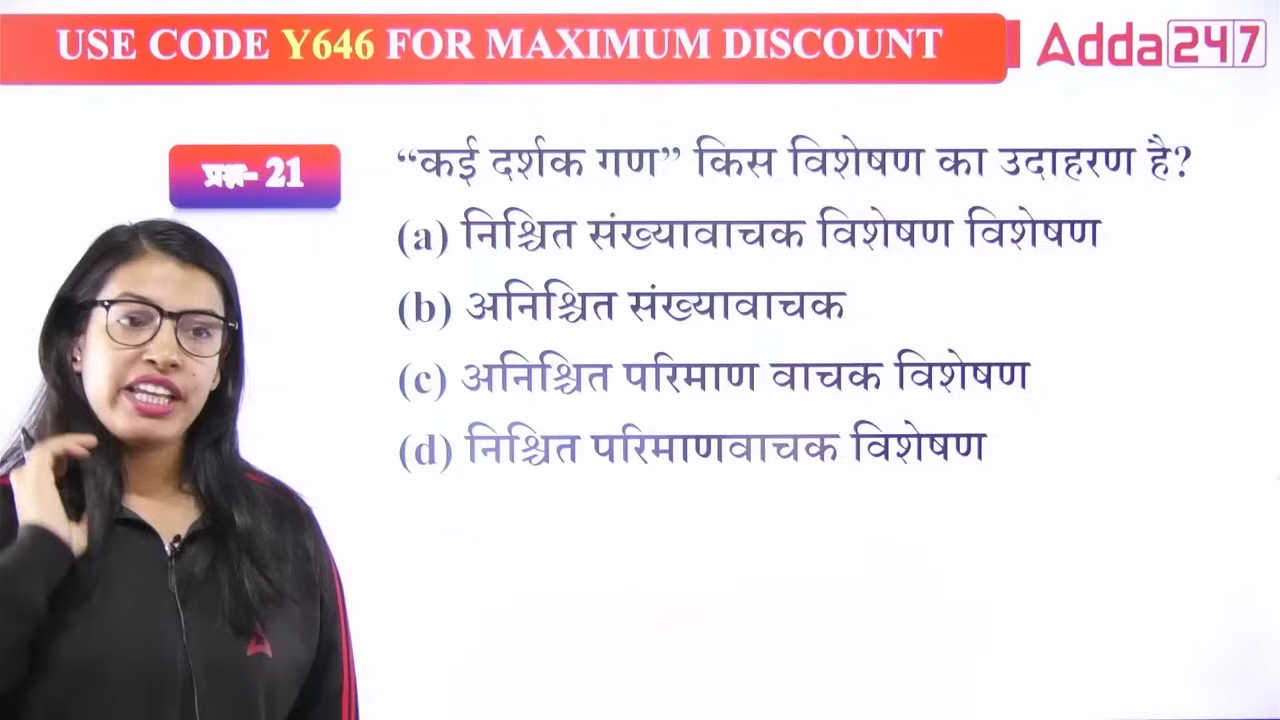 USE CODE Y646 FOR MAXIMUM DISCOUNT
Adda247
प्रश्न- 21
“कई दर्शक गण” किस विशेषण का उदाहरण है?
(a) निश्चित संख्यावाचक विशेषण विशेषण
(b) अनिश्चित संख्यावाचक
(c) अनिश्चित परिमाण वाचक विशेषण
(d) निश्चित परिमाणवाचक विशेषण